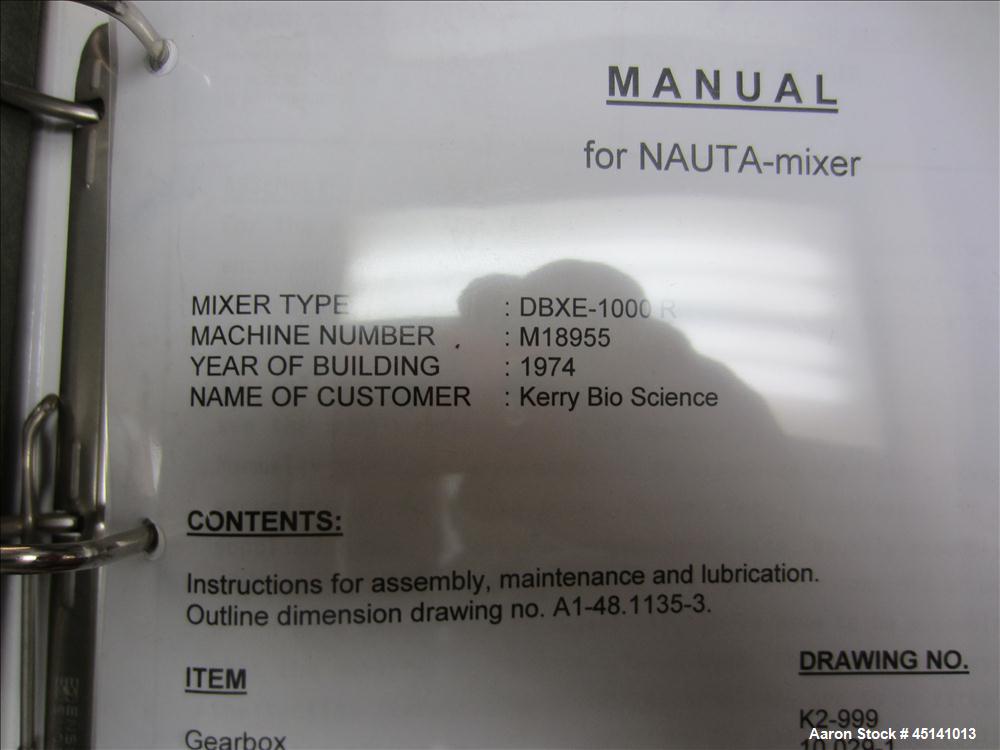 MANUAL
for NAUTA-mixer
MIXER TYPE : DBXE-1000 R
MACHINE NUMBER : M18955
YEAR OF BUILDING : 1974
NAME OF CUSTOMER : Kerry Bio Science
CONTENTS:
Instructions for assembly, maintenance and lubrication.
Outline dimension drawing no. A1-48.1135-3.
ITEM DRAWING NO.
Gearbox K2-999
Aaron Stock # 45141013